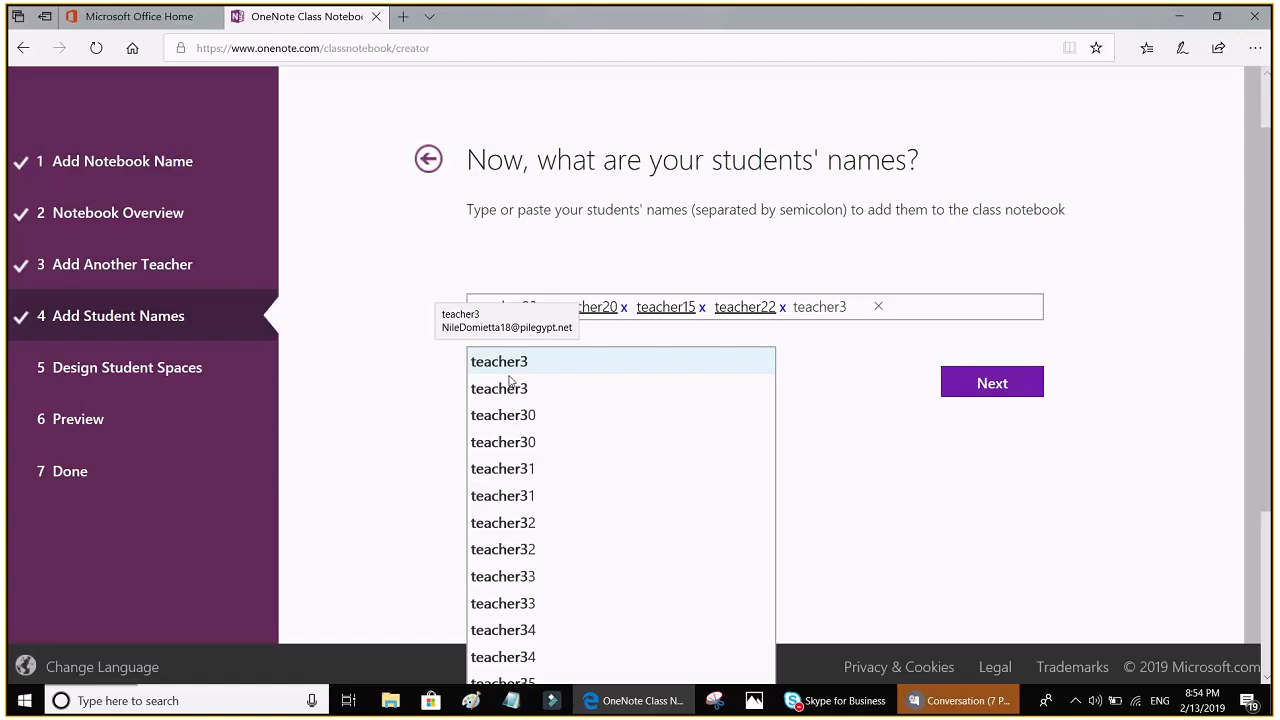 Microsoft Office Home
OneNote Class Noteboo
https://www.onenote.com/classnotebook/creator
1 Add Notebook Name
2 Notebook Overview
3 Add Another Teacher
4 Add Student Names
5 Design Student Spaces
6 Preview
7 Done
Now, what are your students' names?
Type or paste your students' names (separated by semicolon) to add them to the class notebook
cher20 x teacher15 x teacher22 x teacher3
teacher3
NileDomietta18@pilegypt.net
teacher3
teacher3
teacher30
teacher30
teacher31
teacher31
teacher32
teacher32
teacher33
teacher33
teacher34
teacher34
Next
Change Language
Privacy & Cookies
Legal
Trademarks
© 2019 Microsoft.com
Type here to search
OneNote Class N...
Skype for Business
Conversation (7 P...
ENG
8:54 PM
2/13/2019
19